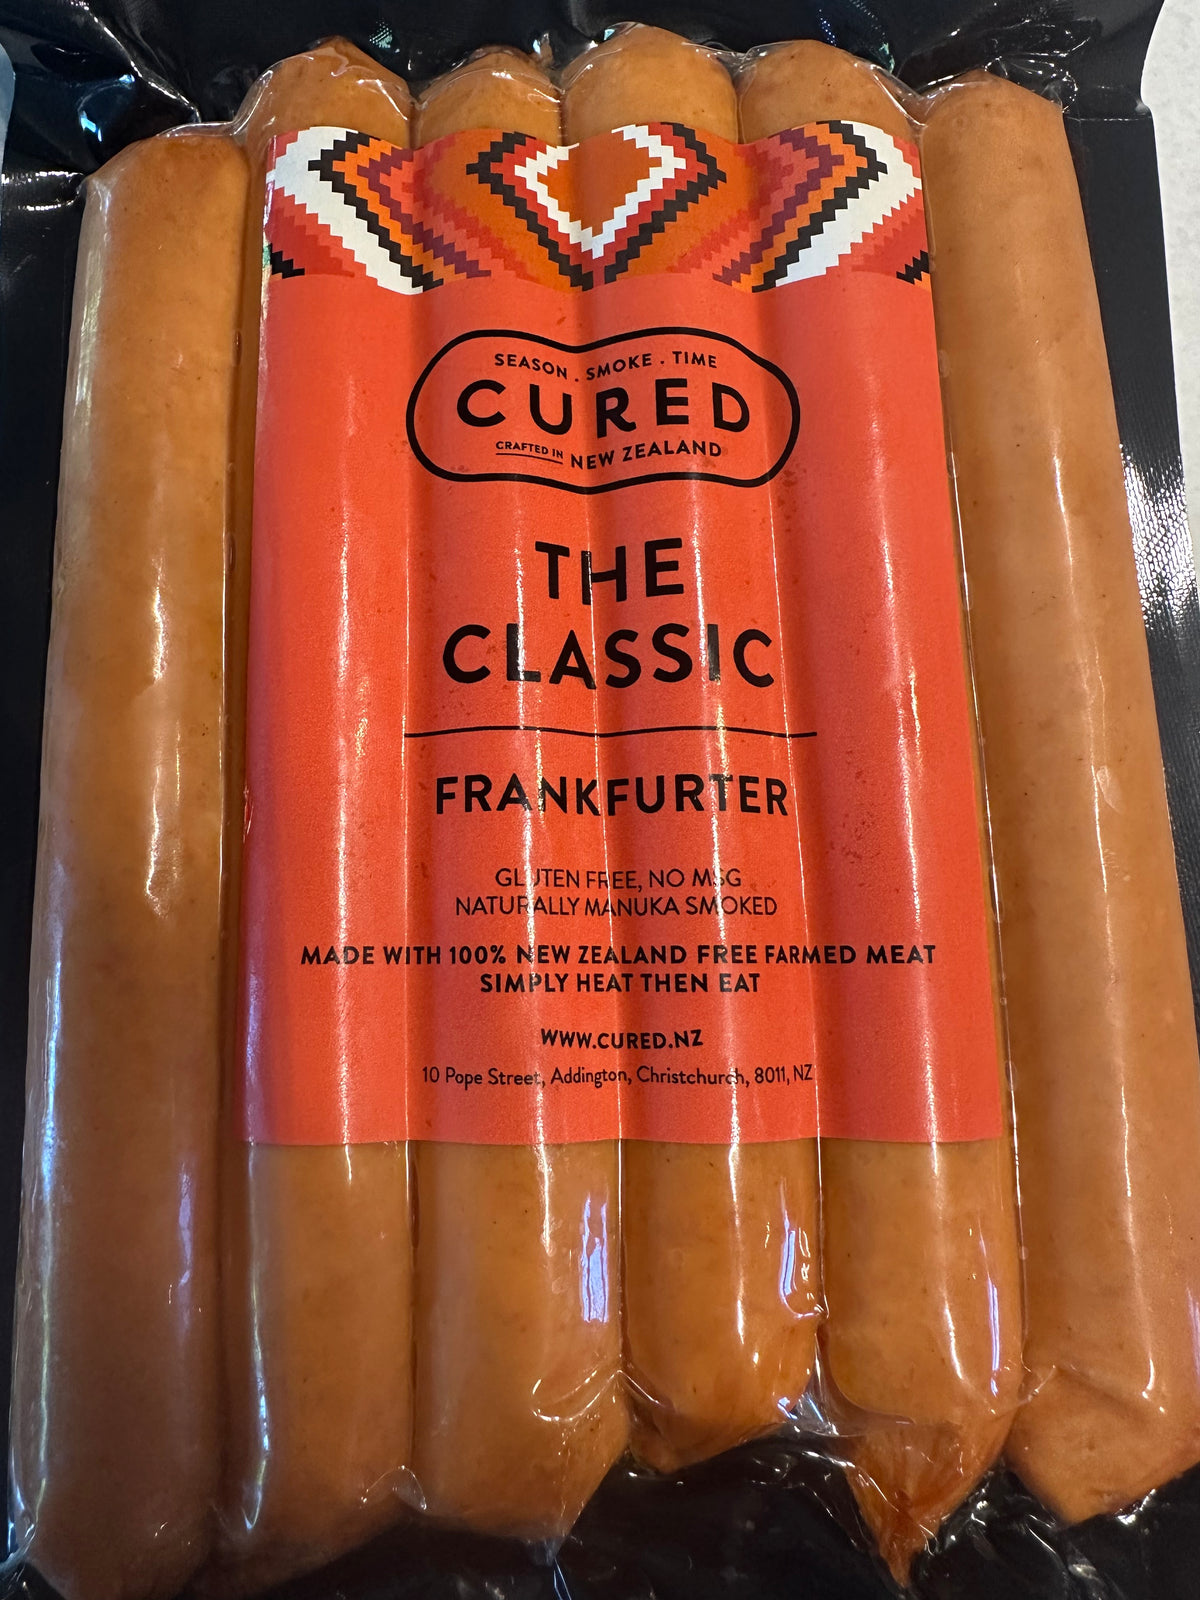 SEASON . SMOKE . TIME
CURED
CRAFTED IN NEW ZEALAND
THE
CLASSIC
FRANKFURTER
GLUTEN FREE, NO MSG
NATURALLY MANUKA SMOKED
MADE WITH 100% NEW ZEALAND FREE FARMED MEAT
SIMPLY HEAT THEN EAT
WWW.CURED.NZ
10 Pope Street, Addington, Christchurch, 8011, NZ